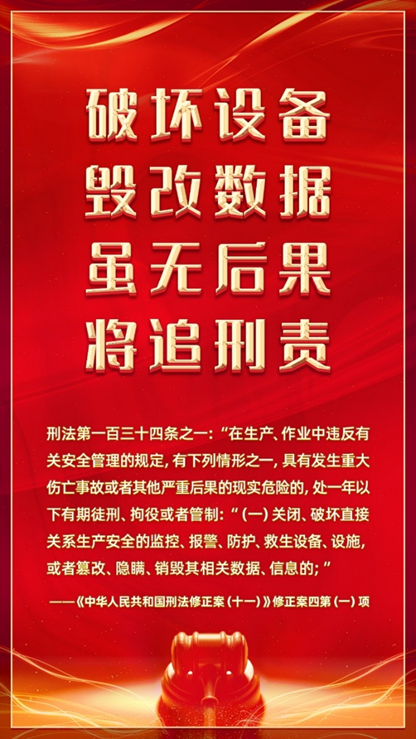 破坏设备
毁改数据
虽无后果
将追刑责
刑法第一百三十四条之一：“在生产、作业中违反有
关安全管理的规定，有下列情形之一，具有发生重大
伤亡事故或者其他严重后果的现实危险的，处一年以
下有期徒刑、拘役或者管制：“（一）关闭、破坏直接
关系生产安全的监控、报警、防护、救生设备、设施，
或者篡改、隐瞒、销毁其相关数据、信息的；”
——《中华人民共和国刑法修正案（十一）》修正案四第（一）项